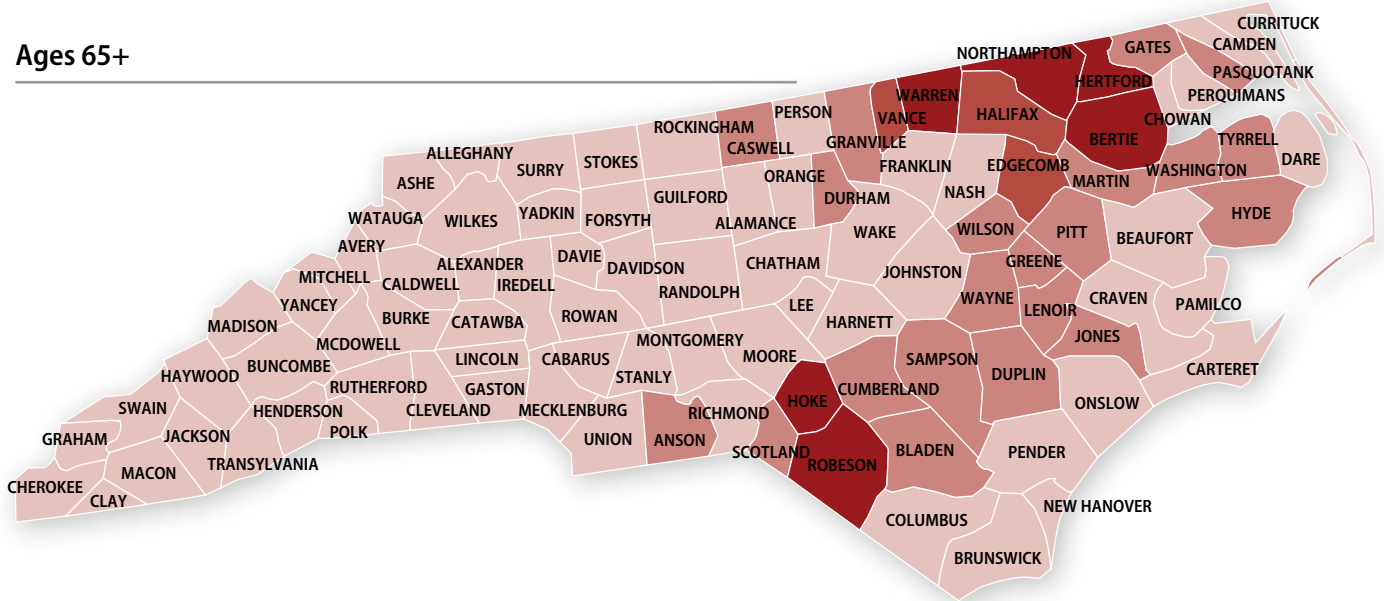 Ages 65+
CURRITUCK
CAMDEN
GATES
NORTHAMPTON
PASQUOTANK
HERTFORD
PERQUIMANS
WARREN
PERSON
HALIFAX
VANCE
CHOWAN
ROCKINGHAM
BERTIE
TYRRELL
GRANVILLE
CASWELL
ALLEGHANY
DARE
STOKES
FRANKLIN
EDGECOMB
SURRY
WASHINGTON
ORANGE
MARTIN
ASHE
NASH
GUILFORD
DURHAM
HYDE
YADKIN
WATAUGA
WILKES
FORSYTH
ALAMANCE
WILSON
PITT
WAKE
BEAUFORT
AVERY
DAVIE
GREENE
ALEXANDER
CHATHAM
DAVIDSON
JOHNSTON
MITCHELL
CALDWELL
IREDELL
RANDOLPH
WAYNE
CRAVEN
YANCEY
LEE
PAMILCO
LENOIR
ROWAN
BURKE
CATAWBA
HARNETT
MADISON
JONES
MONTGOMERY
MCDOWELL
MOORE
LINCOLN
CABARUS
SAMPSON
BUNCOMBE
CARTERET
DUPLIN
HAYWOOD
STANLY
RUTHERFORD
GASTON
CUMBERLAND
HOKE
ONSLOW
SWAIN
HENDERSON
CLEVELAND
MECKLENBURG
RICHMOND
POLK
JACKSON
GRAHAM
UNION
ANSON
SCOTLAND
BLADEN
PENDER
TRANSYLVANIA
ROBESON
MACON
CHEROKEE
CLAY
NEW HANOVER
COLUMBUS
BRUNSWICK